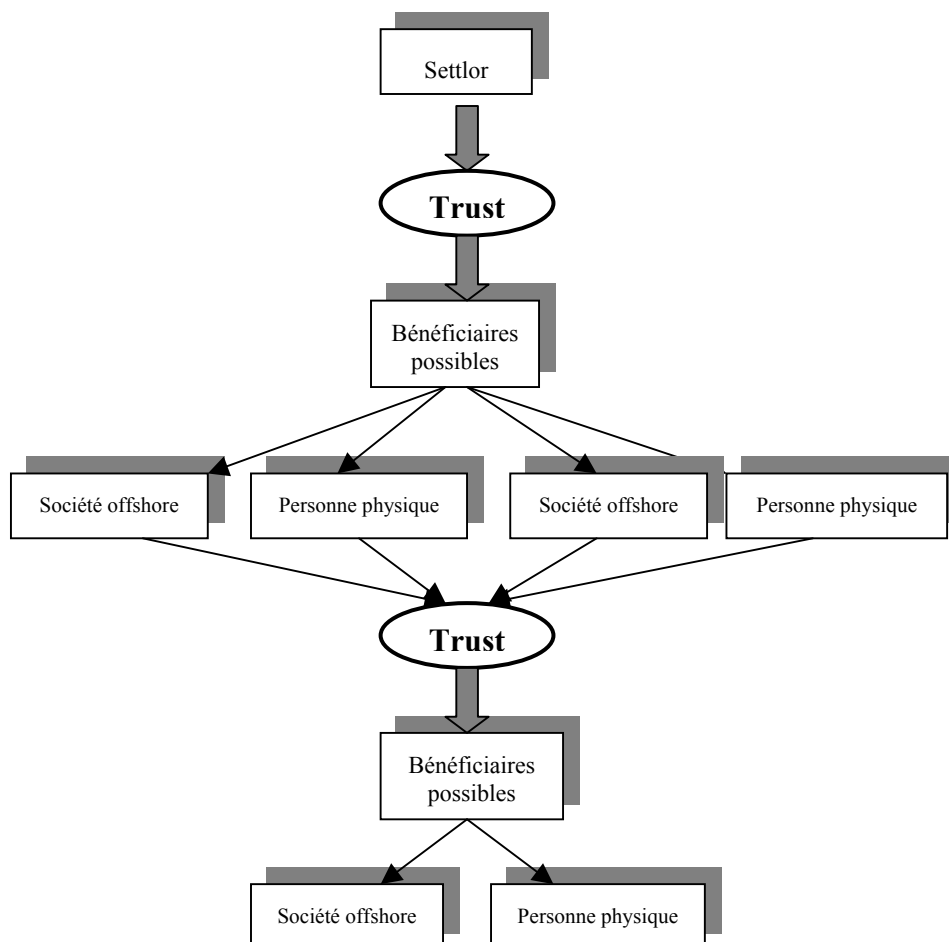 Settlor
Trust
Bénéficiaires
possibles
Société offshore
Personne physique
Société offshore
Personne physique
Trust
Bénéficiaires
possibles
Société offshore
Personne physique